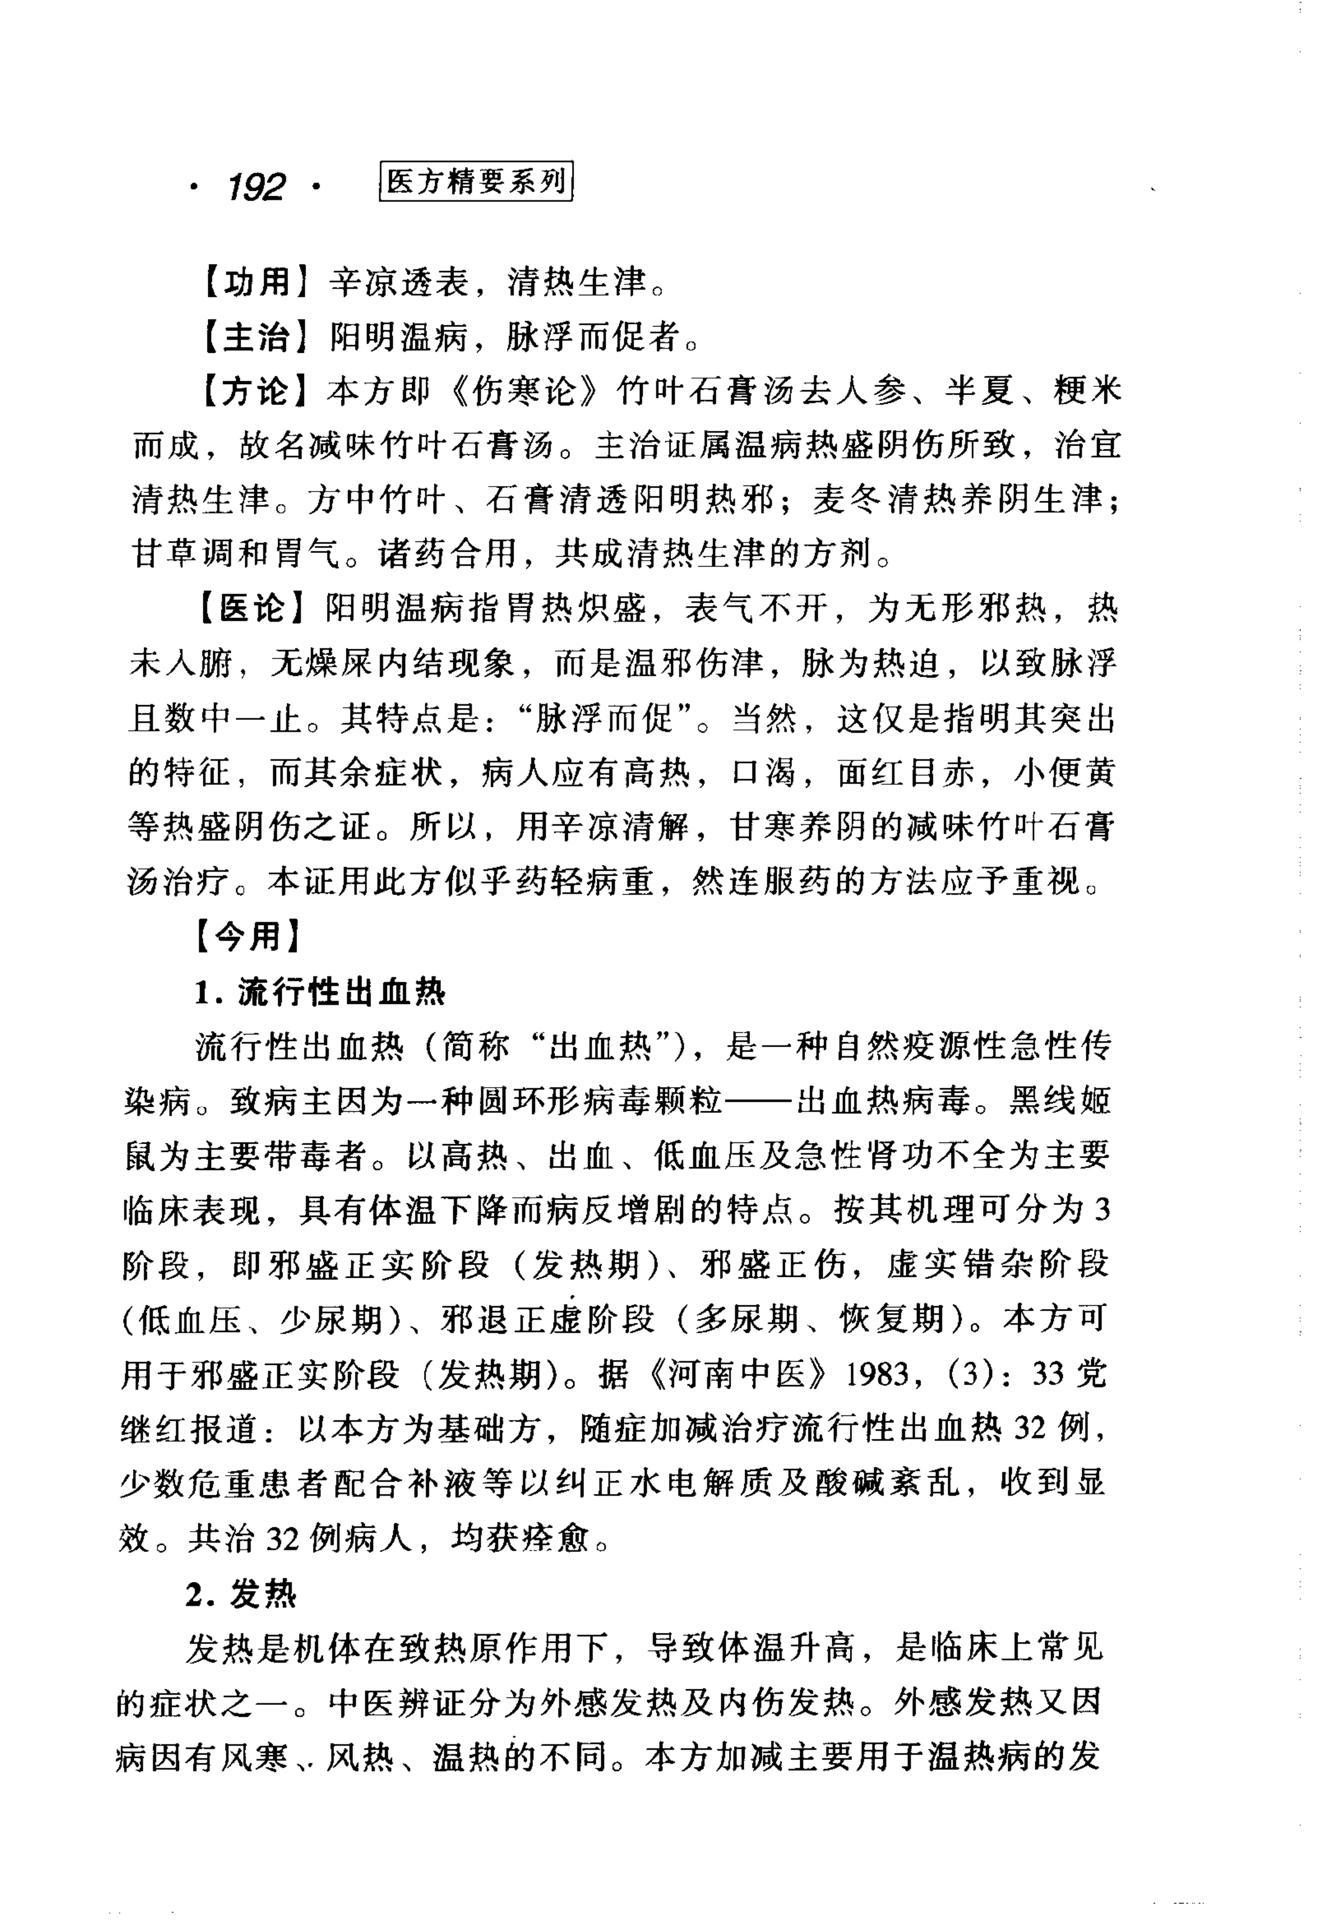 ·192· 医方精要系列
【功用】辛凉透表，清热生津。
【主治】阳明温病，脉浮而促者。
【方论】本方即《伤寒论》竹叶石膏汤去人参、半夏、粳米
而成，故名减味竹叶石膏汤。主治证属温病热盛阴伤所致，治宜
清热生津。方中竹叶、石膏清透阳明热邪；麦冬清热养阴生津；
甘草调和胃气。诸药合用，共成清热生津的方剂。
【医论】阳明温病指胃热炽盛，表气不开，为无形邪热，热
未入腑，无燥屎内结现象，而是温邪伤津，脉为热迫，以致脉浮
且数中一止。其特点是：“脉浮而促”。当然，这仅是指明其突出
的特征，而其余症状，病人应有高热，口渴，面红目赤，小便黄
等热盛阴伤之证。所以，用辛凉清解，甘寒养阴的减味竹叶石膏
汤治疗。本证用此方似乎药轻病重，然连服药的方法应予重视。
【今用】
1. 流行性出血热
流行性出血热（简称“出血热”），是一种自然疫源性急性传
染病。致病主因为一种圆环形病毒颗粒——出血热病毒。黑线姬
鼠为主要带毒者。以高热、出血、低血压及急性肾功不全为主要
临床表现，具有体温下降而病反增剧的特点。按其机理可分为3
阶段，即邪盛正实阶段（发热期）、邪盛正伤，虚实错杂阶段
（低血压、少尿期）、邪退正虚阶段（多尿期、恢复期）。本方可
用于邪盛正实阶段（发热期）。据《河南中医》1983，（3）：33 党
继红报道：以本方为基础方，随症加减治疗流行性出血热 32 例，
少数危重患者配合补液等以纠正水电解质及酸碱紊乱，收到显
效。共治 32 例病人，均获痊愈。
2. 发热
发热是机体在致热原作用下，导致体温升高，是临床上常见
的症状之一。中医辨证分为外感发热及内伤发热。外感发热又因
病因有风寒、风热、温热的不同。本方加减主要用于温热病的发